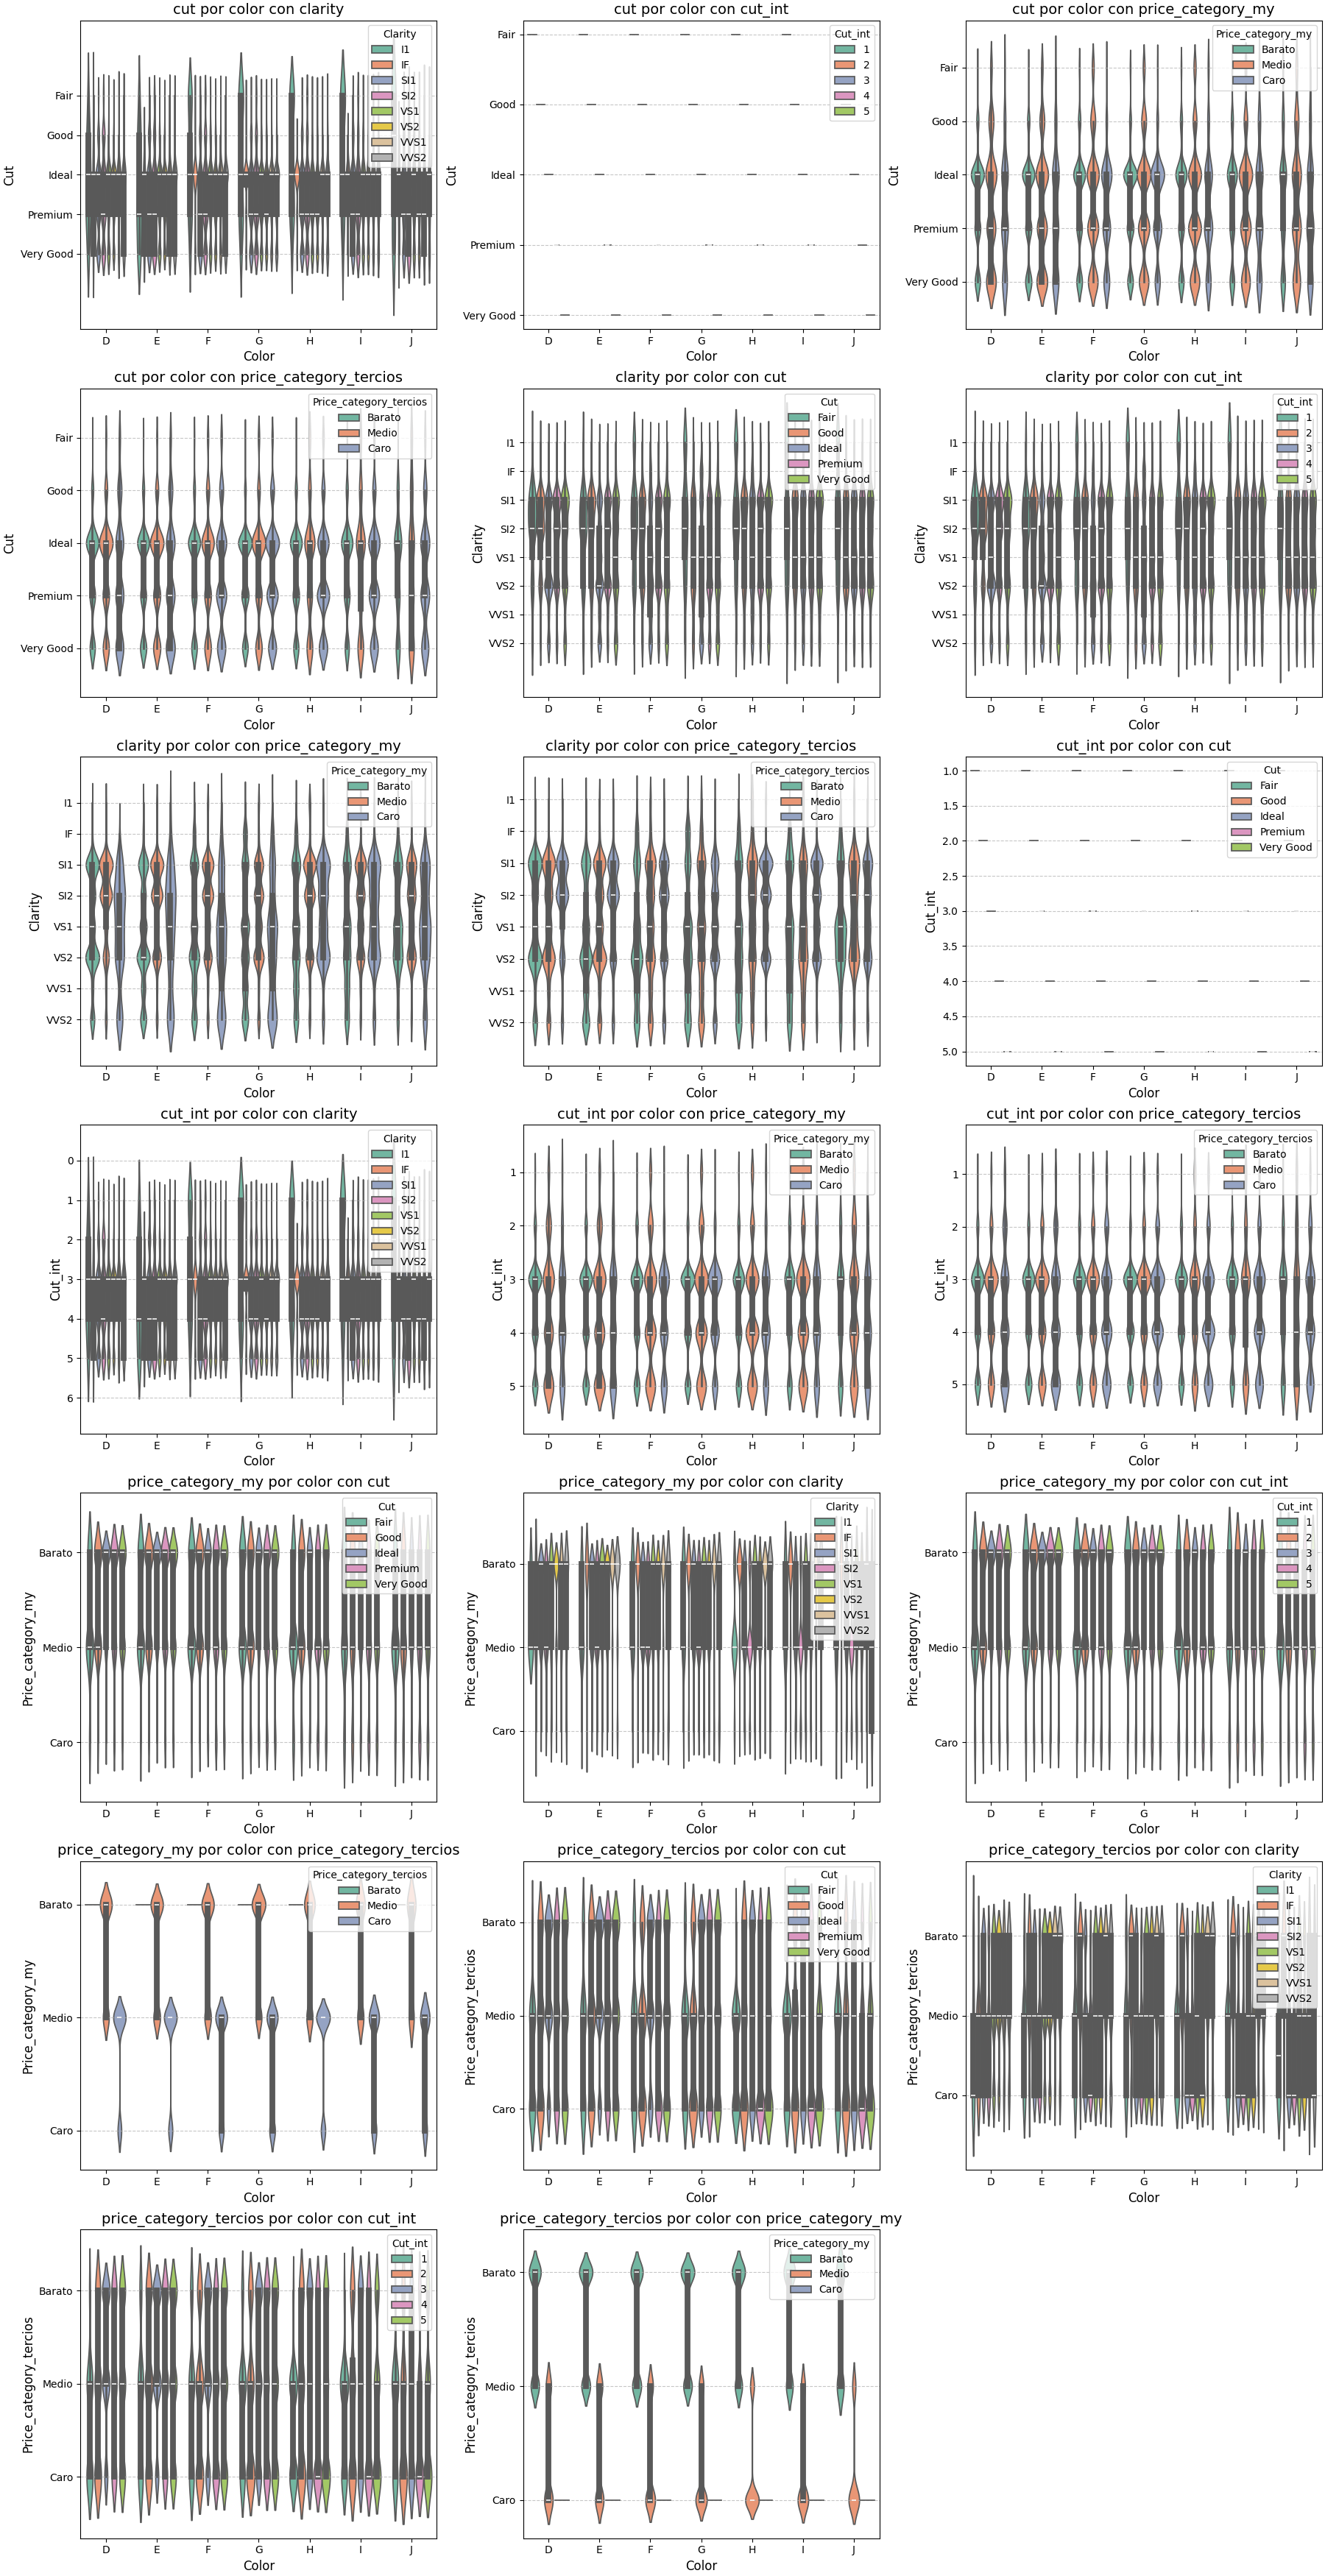 cut por color con clarity
Cut
Fair
Good
Ideal
Premium
Very Good
Clarity
I1
IF
SI1
SI2
VS1
VS2
VVS1
VVS2
D E F G H I J
Color
cut por color con cut_int
Cut
Fair
Good
Ideal
Premium
Very Good
Cut_int
1
2
3
4
5
D E F G H I J
Color
cut por color con price_category_my
Cut
Fair
Good
Ideal
Premium
Very Good
Price_category_my
Barato
Medio
Caro
D E F G H I J
Color
cut por color con price_category_tercios
Cut
Fair
Good
Ideal
Premium
Very Good
Price_category_tercios
Barato
Medio
Caro
D E F G H I J
Color
clarity por color con cut
Clarity
I1
IF
SI1
SI2
VS1
VS2
VVS1
VVS2
Cut
Fair
Good
Ideal
Premium
Very Good
D E F G H I J
Color
clarity por color con cut_int
Clarity
I1
IF
SI1
SI2
VS1
VS2
VVS1
VVS2
Cut_int
1
2
3
4
5
D E F G H I J
Color
clarity por color con price_category_my
Clarity
I1
IF
SI1
SI2
VS1
VS2
VVS1
VVS2
Price_category_my
Barato
Medio
Caro
D E F G H I J
Color
clarity por color con price_category_tercios
Clarity
I1
IF
SI1
SI2
VS1
VS2
VVS1
VVS2
Price_category_tercios
Barato
Medio
Caro
D E F G H I J
Color
cut_int por color con cut
Cut_int
1.0
1.5
2.0
2.5
3.0
3.5
4.0
4.5
5.0
Cut
Fair
Good
Ideal
Premium
Very Good
D E F G H I J
Color
cut_int por color con clarity
Cut_int
0
1
2
3
4
5
6
Clarity
I1
IF
SI1
SI2
VS1
VS2
VVS1
VVS2
D E F G H I J
Color
cut_int por color con price_category_my
Cut_int
1
2
3
4
5
Price_category_my
Barato
Medio
Caro
D E F G H I J
Color
cut_int por color con price_category_tercios
Cut_int
1
2
3
4
5
Price_category_tercios
Barato
Medio
Caro
D E F G H I J
Color
price_category_my por color con cut
Price_category_my
Barato
Medio
Caro
Cut
Fair
Good
Ideal
Premium
Very Good
D E F G H I J
Color
price_category_my por color con clarity
Price_category_my
Barato
Medio
Caro
Clarity
I1
IF
SI1
SI2
VS1
VS2
VVS1
VVS2
D E F G H I J
Color
price_category_my por color con cut_int
Price_category_my
Barato
Medio
Caro
Cut_int
1
2
3
4
5
D E F G H I J
Color
price_category_my por color con price_category_tercios
Price_category_my
Barato
Medio
Caro
Price_category_tercios
Barato
Medio
Caro
D E F G H I J
Color
price_category_tercios por color con cut
Price_category_tercios
Barato
Medio
Caro
Cut
Fair
Good
Ideal
Premium
Very Good
D E F G H I J
Color
price_category_tercios por color con clarity
Price_category_tercios
Barato
Medio
Caro
Clarity
I1
IF
SI1
SI2
VS1
VS2
VVS1
VVS2
D E F G H I J
Color
price_category_tercios por color con cut_int
Price_category_tercios
Barato
Medio
Caro
Cut_int
1
2
3
4
5
D E F G H I J
Color
price_category_tercios por color con price_category_my
Price_category_tercios
Barato
Medio
Caro
Price_category_my
Barato
Medio
Caro
D E F G H I J
Color